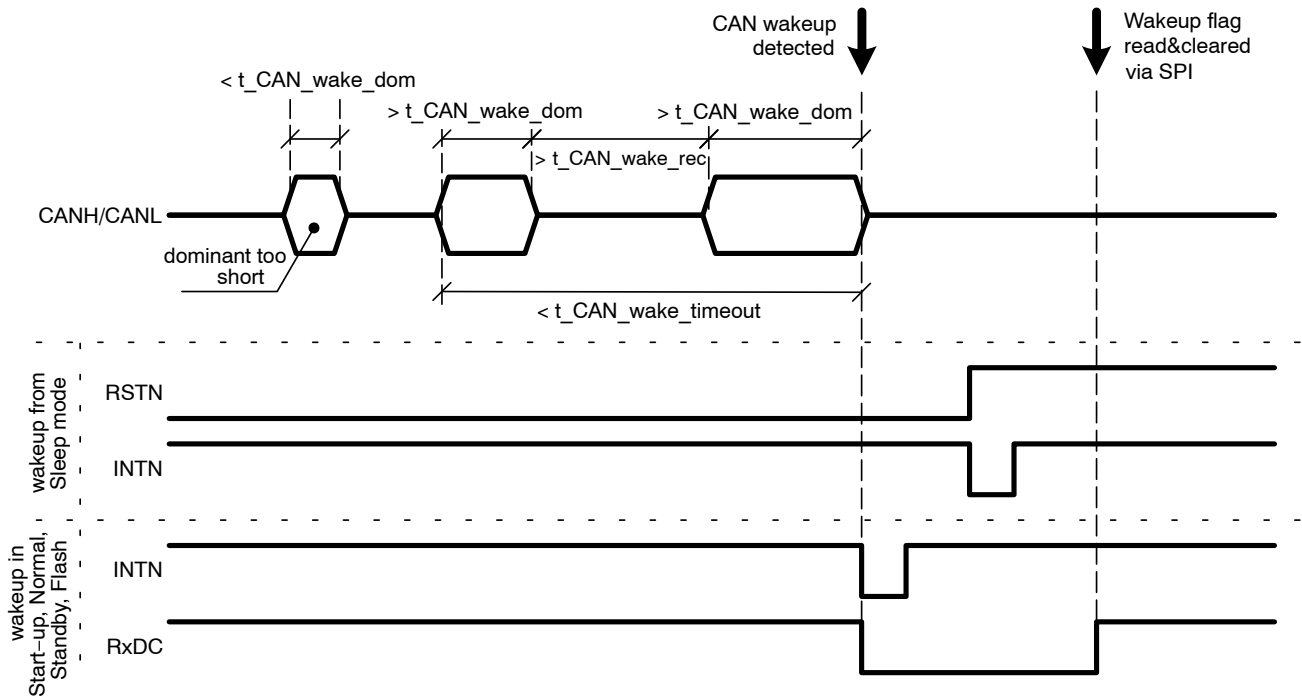 CAN wakeup
detected
Wakeup flag
read&cleared
via SPI
< t_CAN_wake_dom
> t_CAN_wake_dom
> t_CAN_wake_dom
> t_CAN_wake_rec
CANH/CANL
dominant too
short
< t_CAN_wake_timeout
wakeup from
Sleep mode
RSTN
INTN
wakeup in
Start–up, Normal,
Standby, Flash
INTN
RxDC